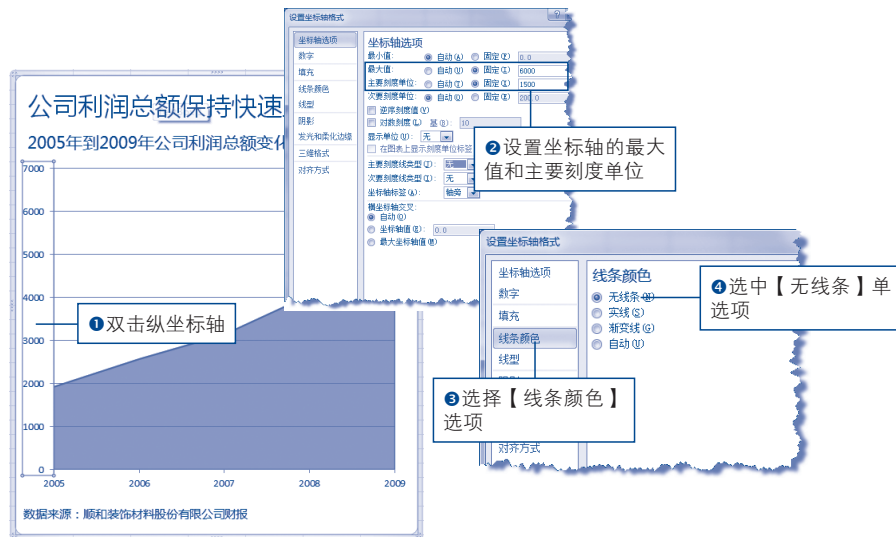 公司利润总额保持快速
2005年到2009年公司利润总额变化
7000
6000
5000
4000
3000
2000
1000
0
2005 2006 2007 2008 2009
数据来源：顺和装饰材料股份有限公司财报
❶双击纵坐标轴
设置坐标轴格式
坐标轴选项
数字
填充
线条颜色
线型
阴影
发光和柔化边缘
三维格式
对齐方式
坐标轴选项
最小值: 自动(A) 固定(F) 0.0
最大值: 自动(U) 固定(I) 6000
主要刻度单位: 自动(T) 固定(X) 1500
次要刻度单位: 自动(O) 固定(E) 200.0
逆序刻度值(V)
对数刻度(L) 基(B): 10
显示单位(U): 无
在图表上显示刻度单位标签
主要刻度线类型(J): 无
次要刻度线类型(I): 无
坐标轴标签(A): 轴旁
横坐标轴交叉:
自动(O)
坐标轴值(E): 0.0
最大坐标轴值(M)
❷设置坐标轴的最大
值和主要刻度单位
设置坐标轴格式
坐标轴选项
数字
填充
线条颜色
线型
对齐方式
线条颜色
无线条(N)
实线(S)
渐变线(G)
自动(U)
❸选择【线条颜色】
选项
❹选中【无线条】单
选项